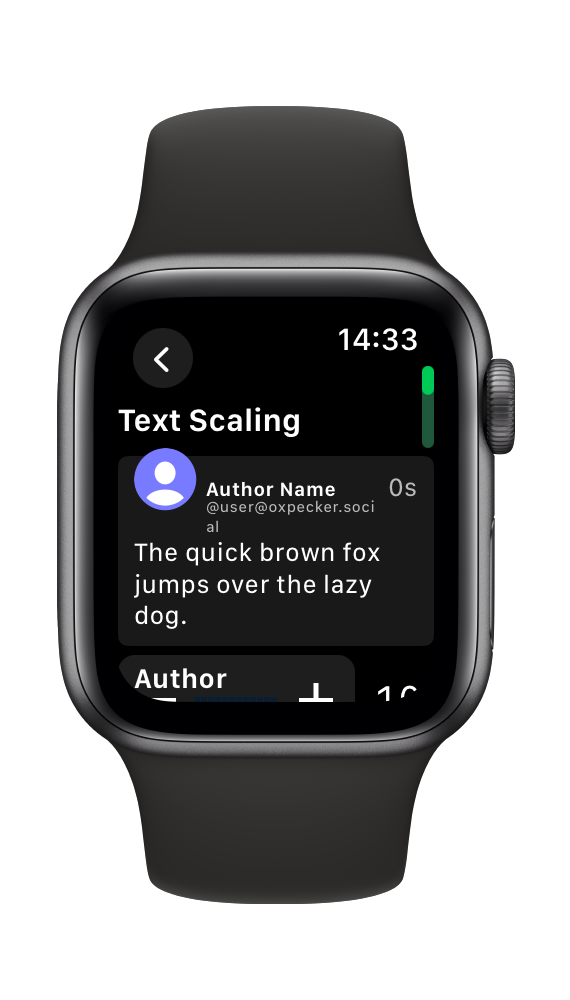 14:33
Text Scaling
Author Name 0s
@user@oxpecker.soci
al
The quick brown fox
jumps over the lazy
dog.
Author